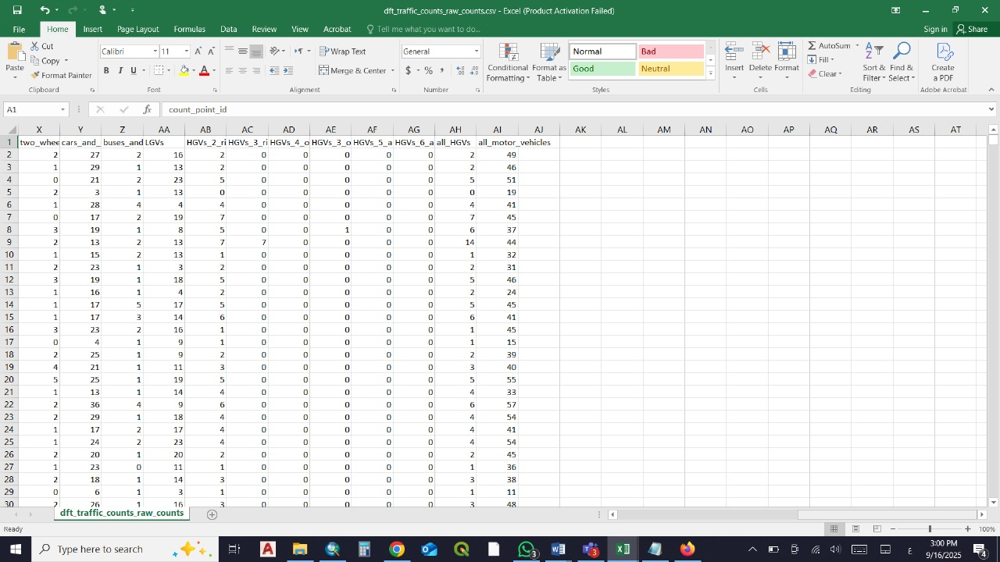 dft_traffic_counts_raw_counts.csv - Excel (Product Activation Failed)
File Home Insert Page Layout Formulas Data Review View Acrobat Tell me what you want to do... Sign in Share
Paste Cut Copy Format Painter Calibri 11 Wrap Text Merge & Center General Conditional Formatting Format as Table Normal Bad Good Neutral Insert Delete Format AutoSum Fill Clear Sort & Filter Find & Select Create a PDF
Clipboard Font Alignment Number Styles Cells Editing Adobe Acrobat
A1 fx count_point_id
X Y Z AA AB AC AD AE AF AG AH AI AJ AK AL AM AN AO AP AQ AR AS AT
1 two_whee cars_and_ buses_and LGVs HGVs_2_ri HGVs_3_ri HGVs_4_o HGVs_3_o HGVs_5_a HGVs_6_a all_HGVs all_motor_vehicles
2 2 27 2 16 2 0 0 0 0 0 2 49
3 1 29 1 13 2 0 0 0 0 0 2 46
4 0 21 2 23 5 0 0 0 0 0 5 51
5 2 3 1 13 0 0 0 0 0 0 0 19
6 1 28 4 4 4 0 0 0 0 0 4 41
7 0 17 2 19 7 0 0 0 0 0 7 45
8 3 19 1 8 5 0 0 1 0 0 6 37
9 2 13 2 13 7 7 0 0 0 0 14 44
10 1 15 2 13 1 0 0 0 0 0 1 32
11 2 23 1 3 2 0 0 0 0 0 2 31
12 3 19 1 18 5 0 0 0 0 0 5 46
13 1 16 1 4 2 0 0 0 0 0 2 24
14 1 17 5 17 5 0 0 0 0 0 5 45
15 1 17 3 14 6 0 0 0 0 0 6 41
16 3 23 2 16 1 0 0 0 0 0 1 45
17 0 4 1 9 1 0 0 0 0 0 1 15
18 2 25 1 9 2 0 0 0 0 0 2 39
19 4 21 1 11 3 0 0 0 0 0 3 40
20 5 25 1 19 5 0 0 0 0 0 5 55
21 1 13 1 14 4 0 0 0 0 0 4 33
22 2 36 4 9 6 0 0 0 0 0 6 57
23 2 29 1 18 4 0 0 0 0 0 4 54
24 1 17 2 17 4 0 0 0 0 0 4 41
25 1 24 2 23 4 0 0 0 0 0 4 54
26 2 20 1 20 2 0 0 0 0 0 2 45
27 1 23 0 11 1 0 0 0 0 0 1 36
28 2 18 1 14 3 0 0 0 0 0 3 38
29 0 6 1 3 1 0 0 0 0 0 1 11
30 2 26 1 16 3 0 0 0 0 0 3 48
dft_traffic_counts_raw_counts
Ready 100%
Type here to search 3 3 ع 3:00 PM
9/16/2025 4